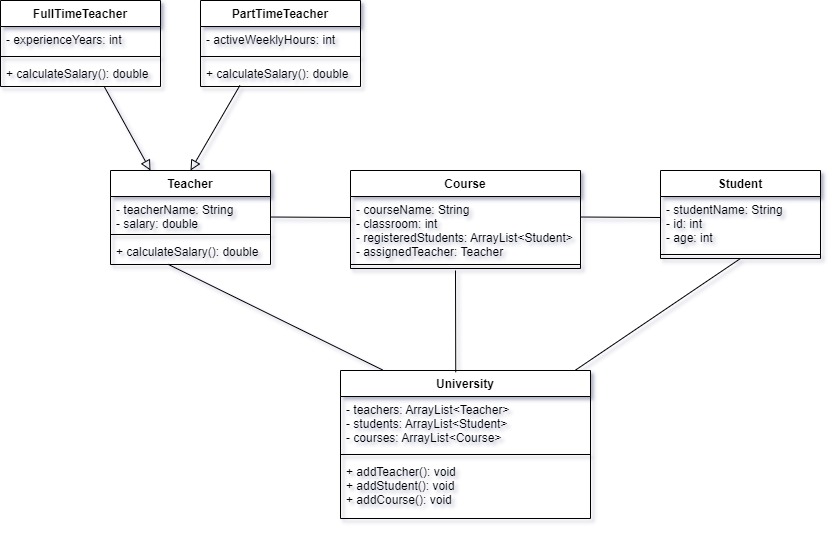 FullTimeTeacher
- experienceYears: int
+ calculateSalary(): double
PartTimeTeacher
- activeWeeklyHours: int
+ calculateSalary(): double
Teacher
- teacherName: String
- salary: double
+ calculateSalary(): double
Course
- courseName: String
- classroom: int
- registeredStudents: ArrayList<Student>
- assignedTeacher: Teacher
Student
- studentName: String
- id: int
- age: int
University
- teachers: ArrayList<Teacher>
- students: ArrayList<Student>
- courses: ArrayList<Course>
+ addTeacher(): void
+ addStudent(): void
+ addCourse(): void